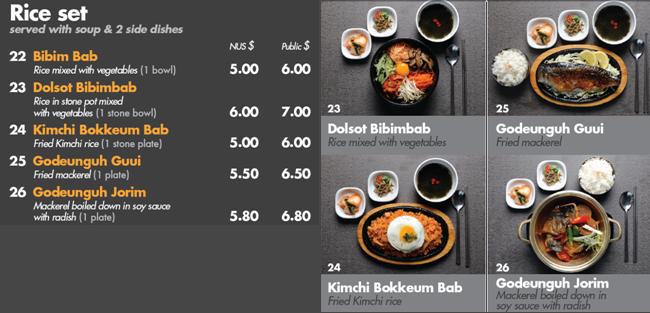 Rice set
served with soup & 2 side dishes
NUS $ Public $
22 Bibim Bab
Rice mixed with vegetables (1 bowl) 5.00 6.00
23 Dolsot Bibimbab
Rice in stone pot mixed
with vegetables (1 stone bowl) 6.00 7.00
24 Kimchi Bokkeum Bab
Fried Kimchi rice (1 stone plate) 5.00 6.00
25 Godeunguh Guui
Fried mackerel (1 plate) 5.50 6.50
26 Godeunguh Jorim
Mackerel boiled down in soy sauce
with radish (1 plate) 5.80 6.80
23
Dolsot Bibimbab
Rice mixed with vegetables
25
Godeunguh Guui
Fried mackerel
24
Kimchi Bokkeum Bab
Fried Kimchi rice
26
Godeunguh Jorim
Mackerel boiled down in
soy sauce with radish